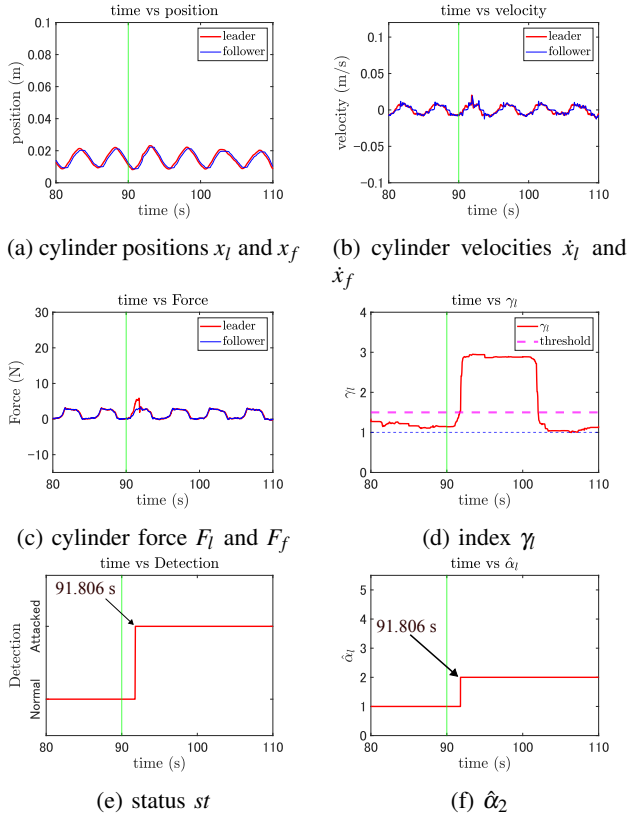 time vs position
0.1
0.08
0.06
0.04
0.02
0
position (m)
leader
follower
80 90 100 110
time (s)
(a) cylinder positions x_l and x_f
time vs velocity
0.1
0.05
0
−0.05
−0.1
velocity (m/s)
leader
follower
80 90 100 110
time (s)
(b) cylinder velocities ẋ_l and
ẋ_f
time vs Force
30
20
10
0
−10
Force (N)
leader
follower
80 90 100 110
time (s)
(c) cylinder force F_l and F_f
time vs γ_l
4
3
2
1
0
γ_l
γ_l
threshold
80 90 100 110
time (s)
(d) index γ_l
time vs Detection
91.806 s
Attacked
Normal
Detection
80 90 100 110
time (s)
(e) status st
time vs α̂_l
91.806 s
5
4
3
2
1
0
α̂_l
80 90 100 110
time (s)
(f) α̂_2